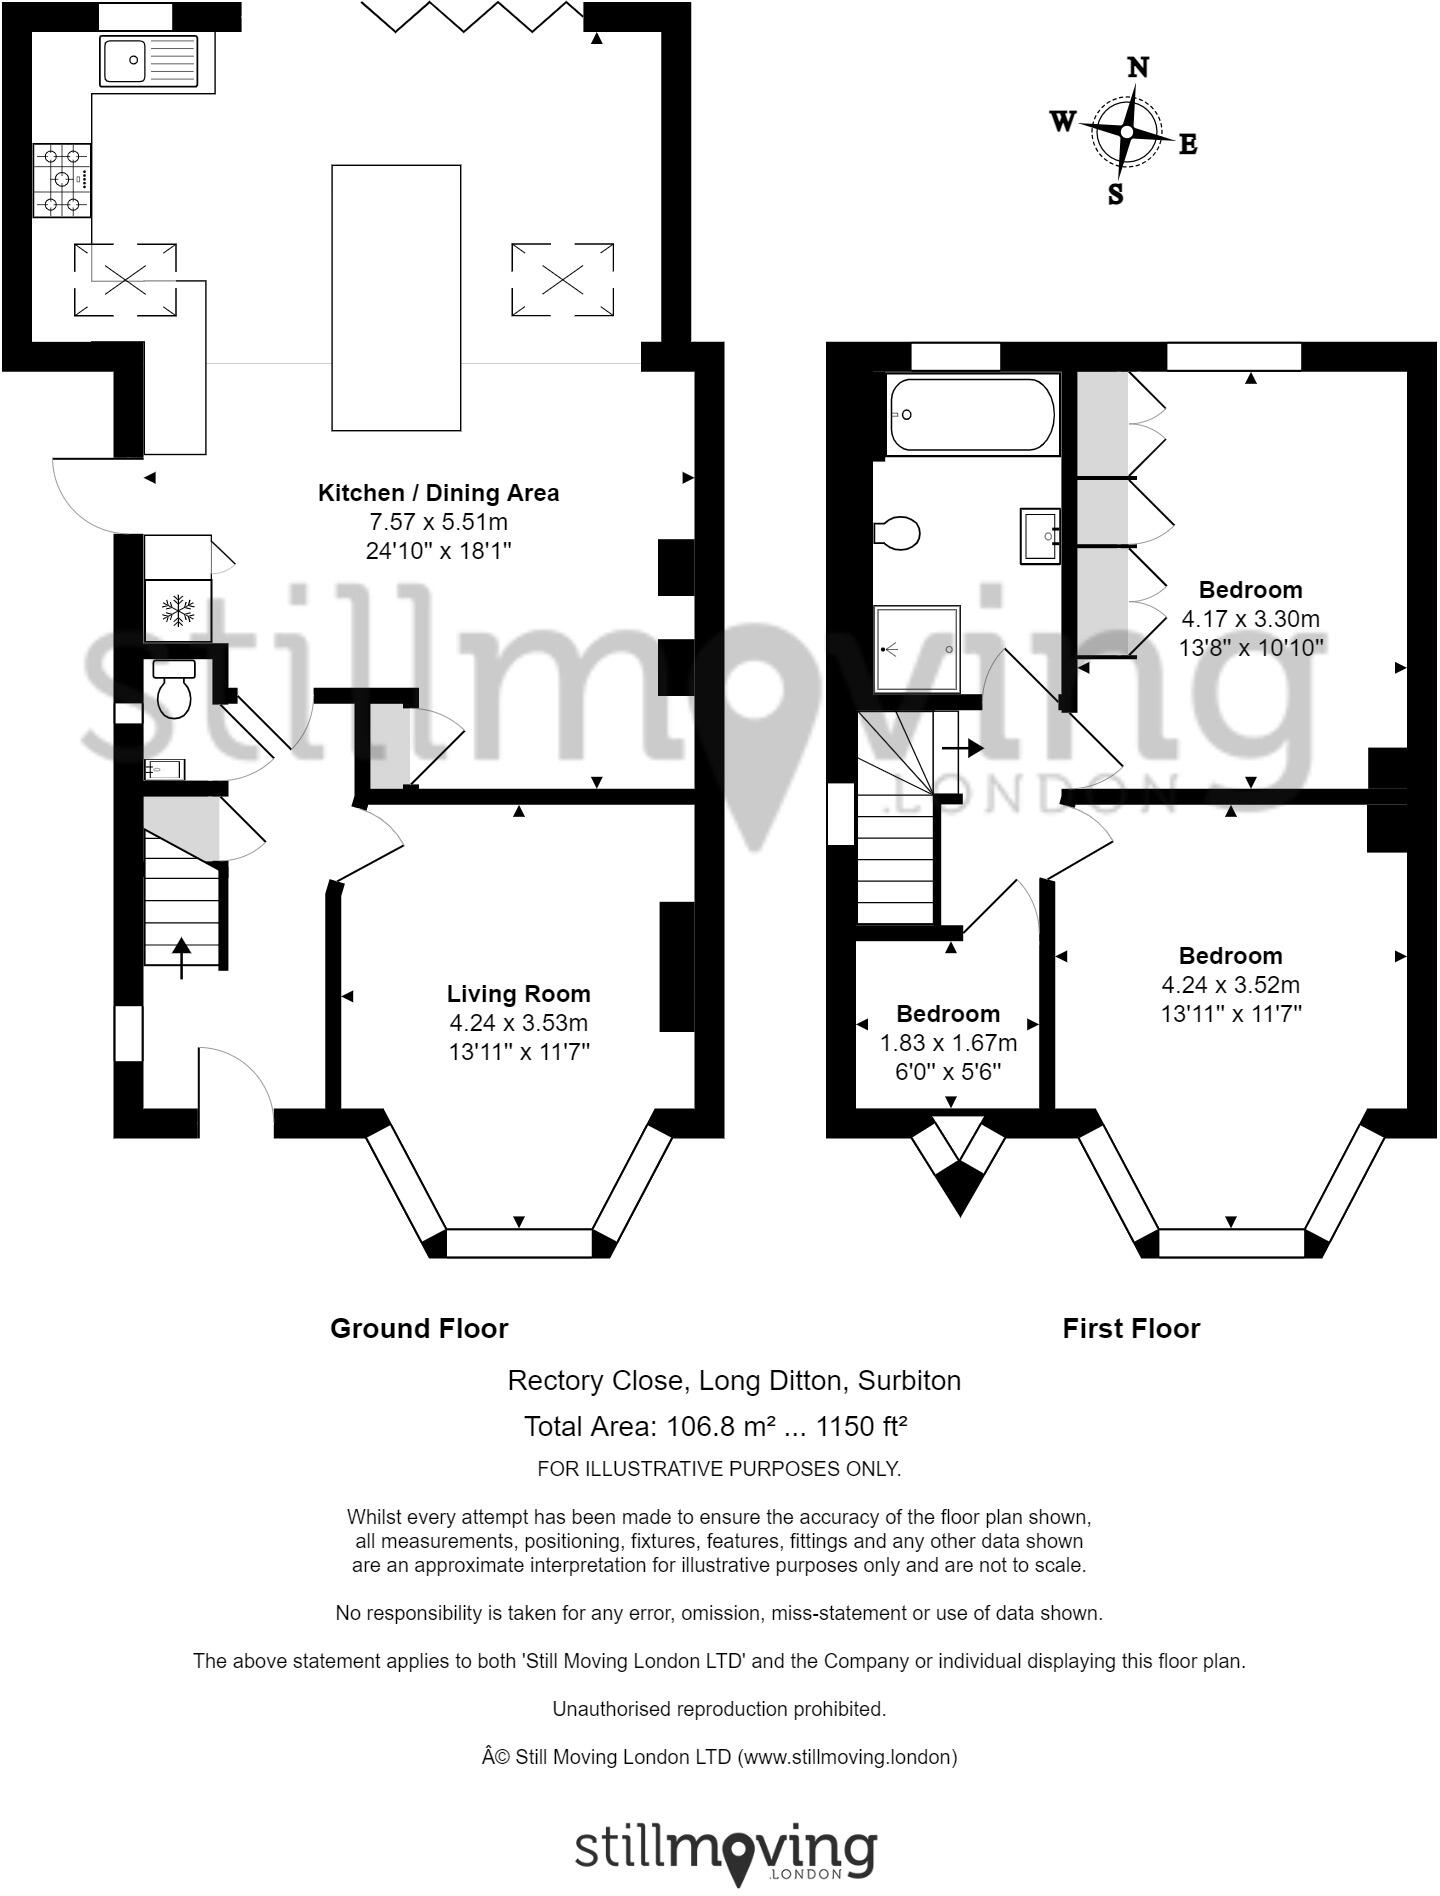 N
W
E
S
Kitchen / Dining Area
7.57 x 5.51m
24'10" x 18'1"
Bedroom
4.17 x 3.30m
13'8" x 10'10"
stillmoving
.LONDON
Living Room
4.24 x 3.53m
13'11" x 11'7"
Bedroom
1.83 x 1.67m
6'0" x 5'6"
Bedroom
4.24 x 3.52m
13'11" x 11'7"
Ground Floor
First Floor
Rectory Close, Long Ditton, Surbiton
Total Area: 106.8 m² ... 1150 ft²
FOR ILLUSTRATIVE PURPOSES ONLY.
Whilst every attempt has been made to ensure the accuracy of the floor plan shown,
all measurements, positioning, fixtures, features, fittings and any other data shown
are an approximate interpretation for illustrative purposes only and are not to scale.
No responsibility is taken for any error, omission, miss-statement or use of data shown.
The above statement applies to both 'Still Moving London LTD' and the Company or individual displaying this floor plan.
Unauthorised reproduction prohibited.
Â© Still Moving London LTD (www.stillmoving.london)
stillmoving
.LONDON